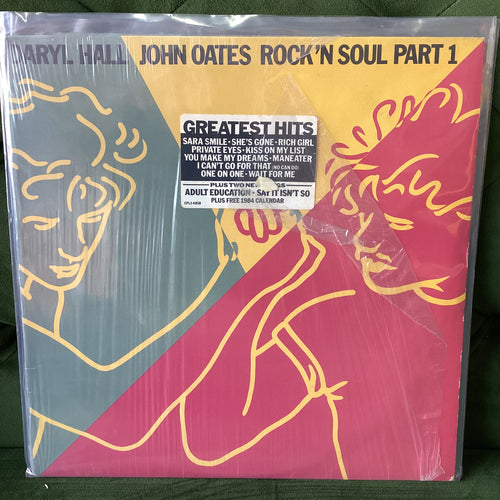 DARYL HALL JOHN OATES ROCK'N SOUL PART 1
GREATEST HITS
SARA SMILE • SHE'S GONE • RICH GIRL
PRIVATE EYES • KISS ON MY LIST
YOU MAKE MY DREAMS • MANEATER
I CAN'T GO FOR THAT (NO CAN DO)
ONE ON ONE • WAIT FOR ME
PLUS TWO NEW
ADULT EDUCATION • SAY IT ISN'T SO
PLUS FREE 1984 CALENDAR